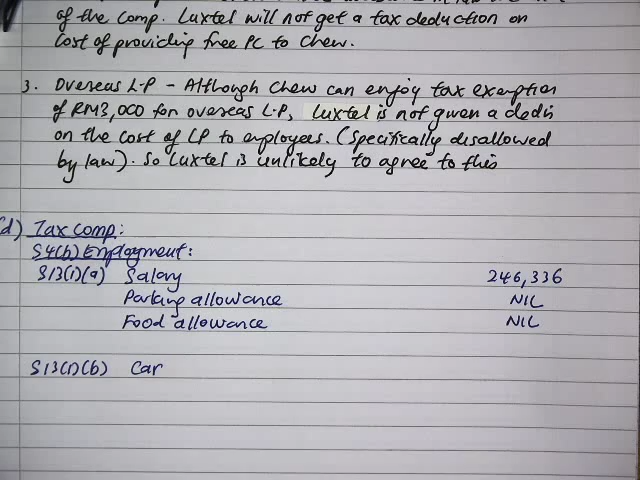 of the comp. Luxtel will not get a tax deduction on
cost of providing free PC to Chew.
3. Overseas L.P - Although Chew can enjoy tax exemption
of RM3,000 for overseas L.P, Luxtel is not given a dedn
on the cost of LP to employees. (Specifically disallowed
by law). So Luxtel is unlikely to agree to this
d) Tax Comp:
S4(b) Employment:
S13(1)(a) Salary 246,336
Parking allowance NIL
Food allowance NIL
S13(1)(b) Car